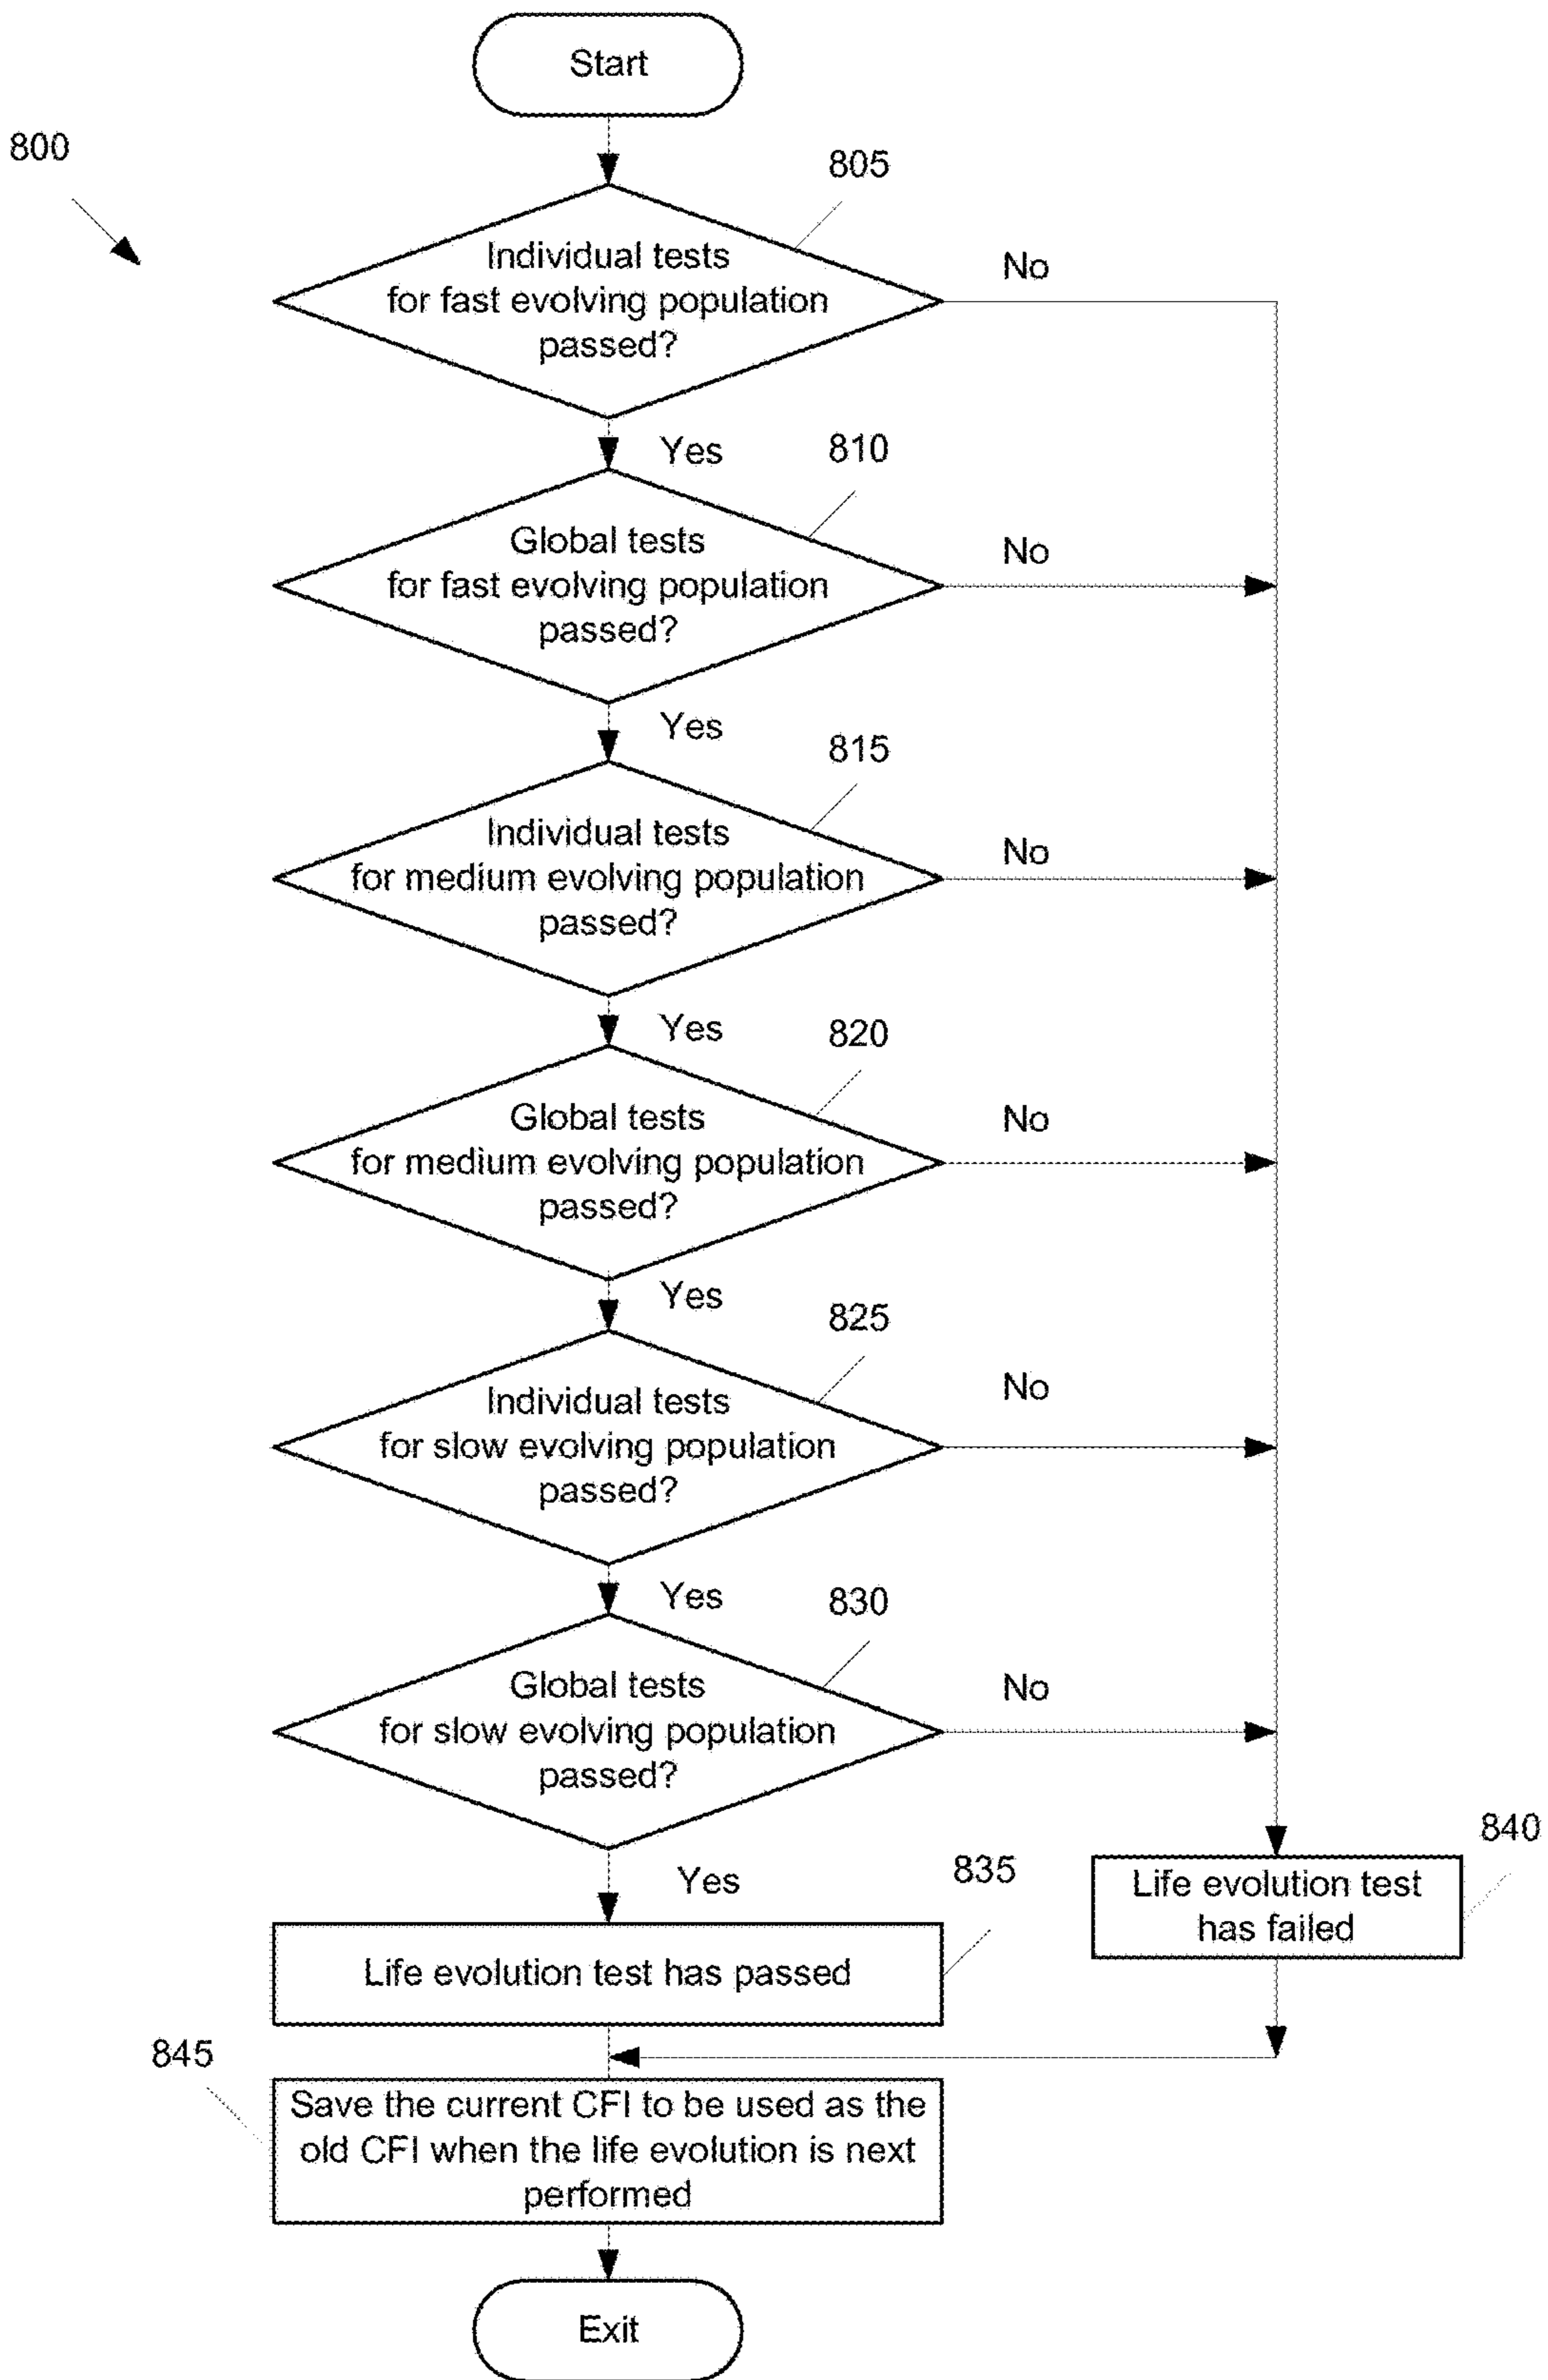 Start
800
805
Individual tests
for fast evolving population
passed?
No
Yes
810
Global tests
for fast evolving population
passed?
No
Yes
815
Individual tests
for medium evolving population
passed?
No
Yes
820
Global tests
for medium evolving population
passed?
No
Yes
825
Individual tests
for slow evolving population
passed?
No
Yes
830
Global tests
for slow evolving population
passed?
No
Yes
835
Life evolution test has passed
840
Life evolution test
has failed
845
Save the current CFI to be used as the
old CFI when the life evolution is next
performed
Exit